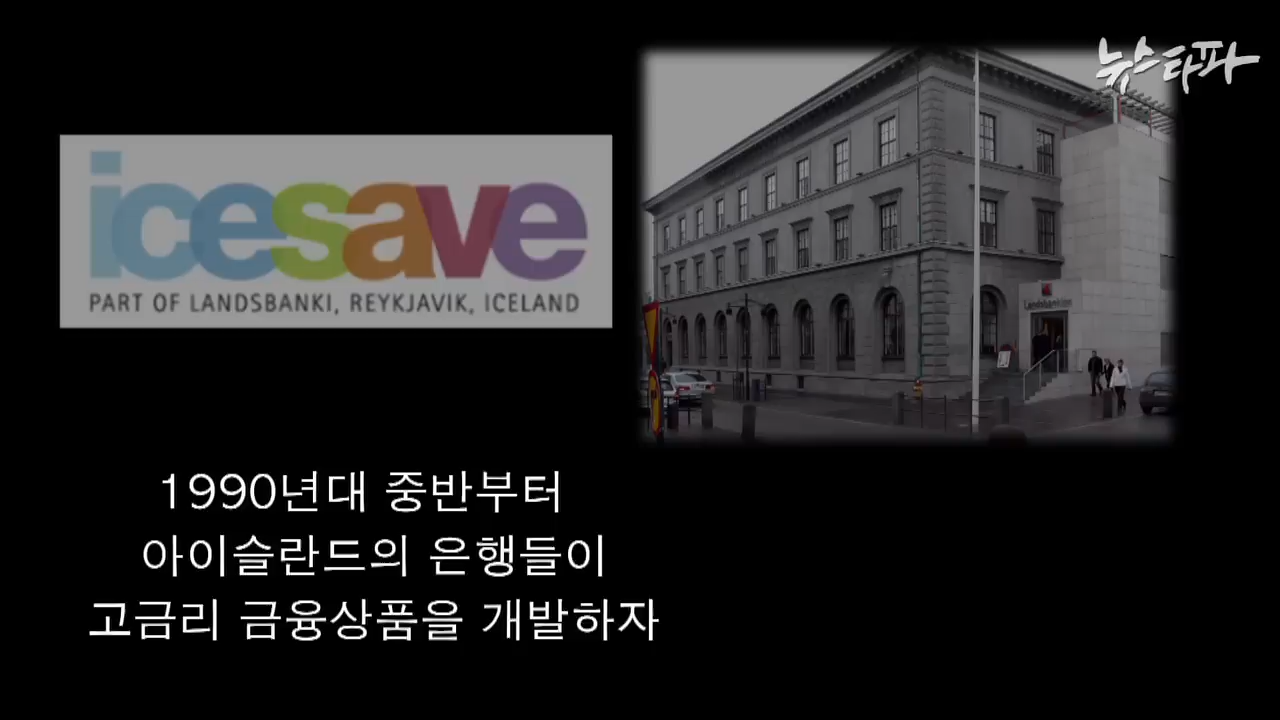 뉴스타파
icesave
PART OF LANDSBANKI, REYKJAVIK, ICELAND
Landsbankinn
1990년대 중반부터
아이슬란드의 은행들이
고금리 금융상품을 개발하자